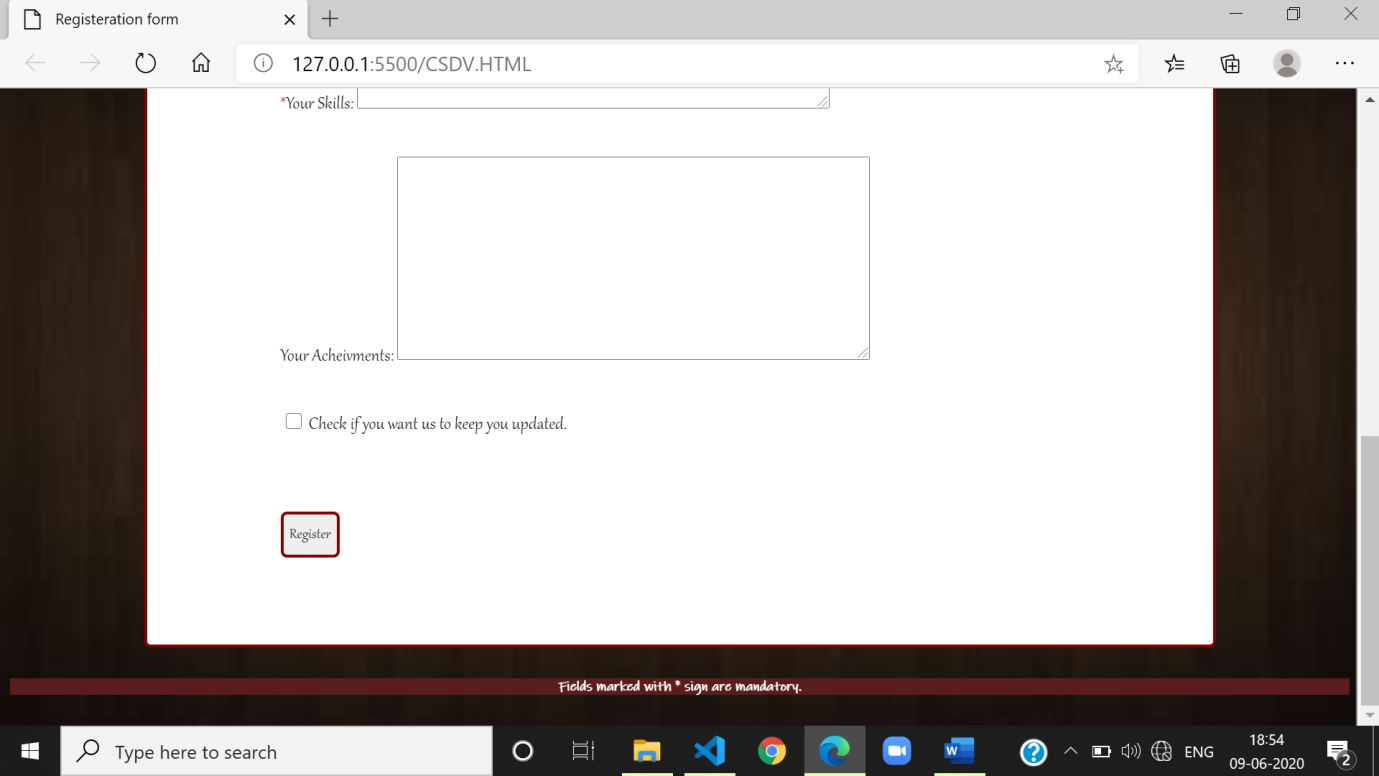 Registeration form
127.0.0.1:5500/CSDV.HTML
*Your Skills:
Your Acheivments:
Check if you want us to keep you updated.
Register
Fields marked with * sign are mandatory.
Type here to search
W
?
ENG
18:54
09-06-2020
2